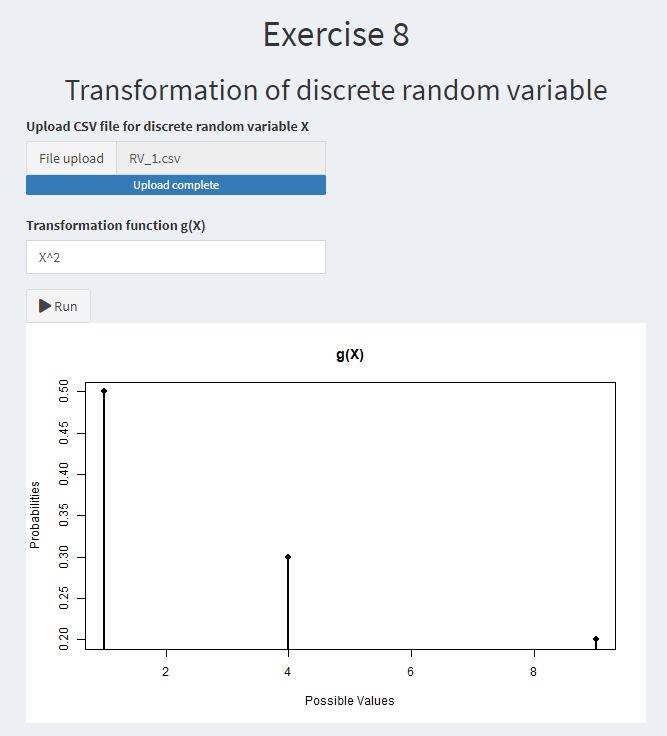 Exercise 8
Transformation of discrete random variable
Upload CSV file for discrete random variable X
File upload RV_1.csv
Upload complete
Transformation function g(X)
X^2
Run
g(X)
0.50
0.45
0.40
0.35
0.30
0.25
0.20
Probabilities
2 4 6 8
Possible Values